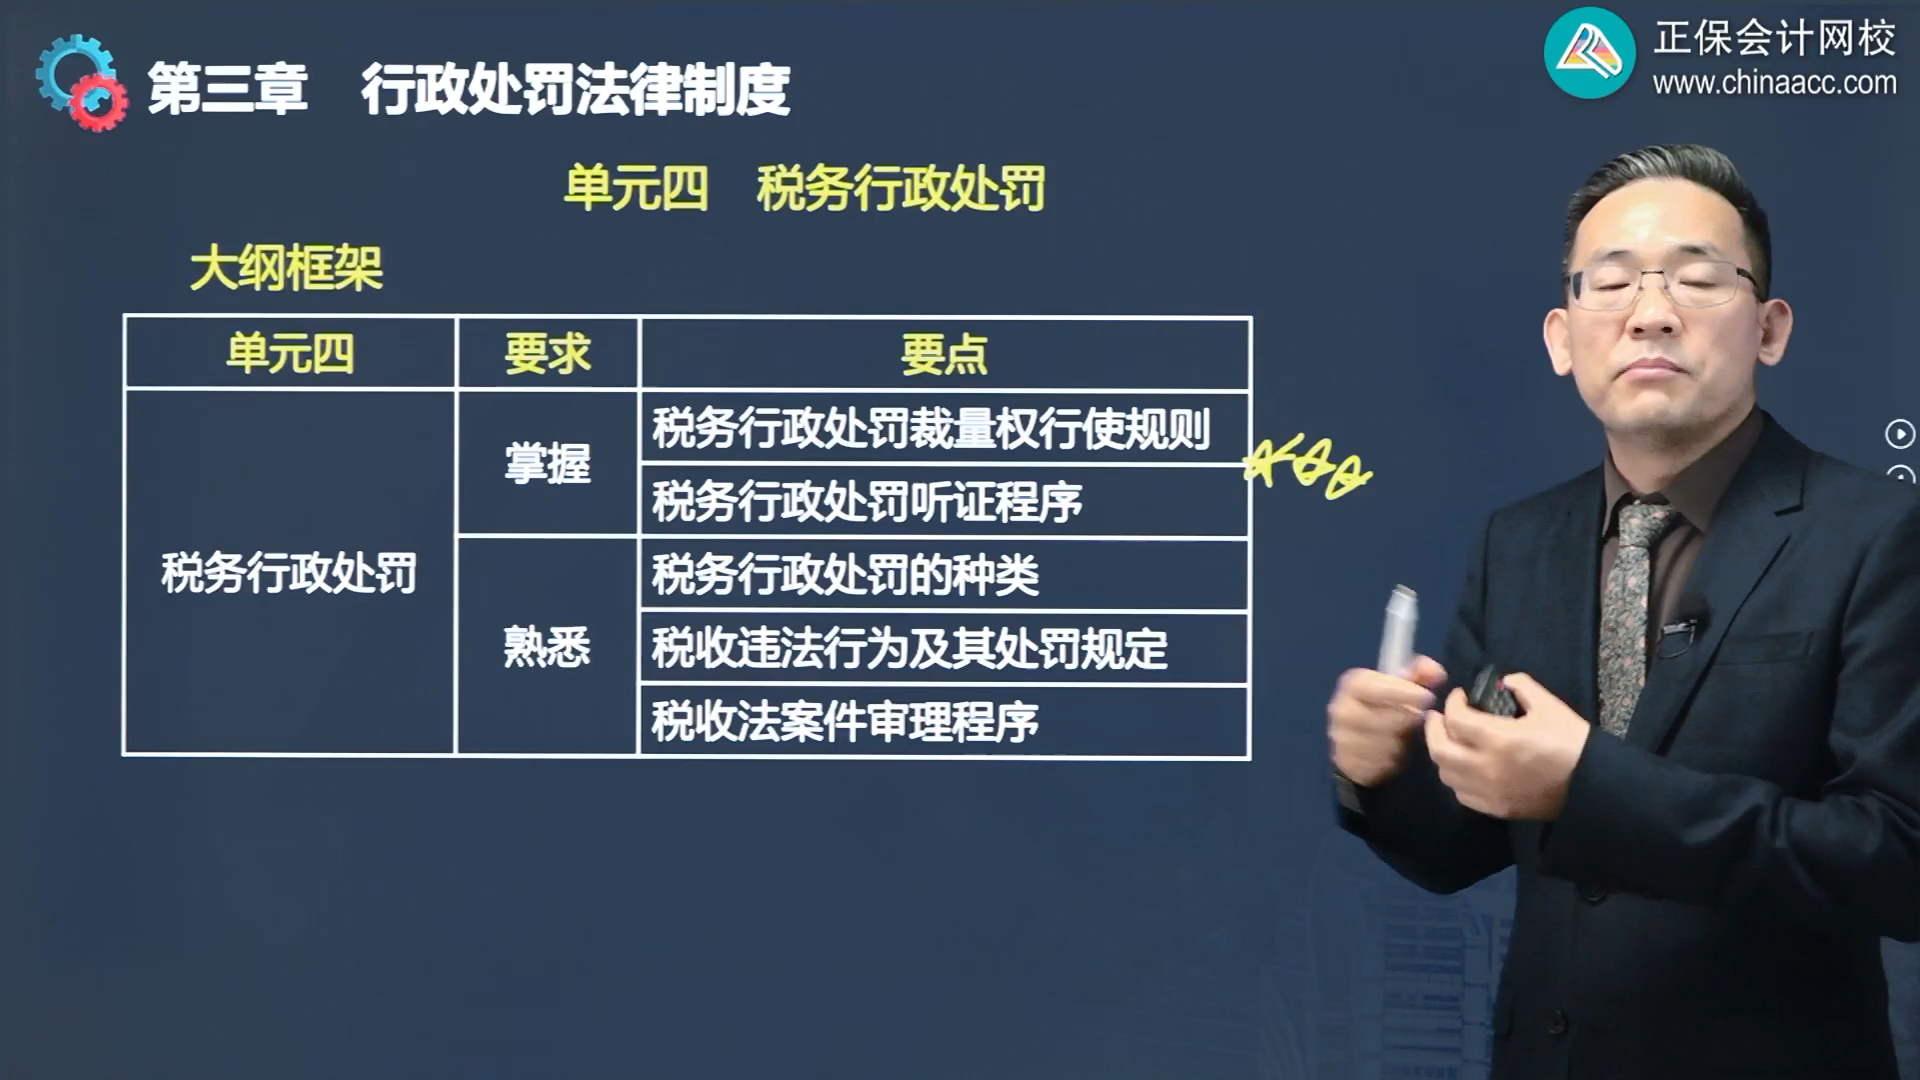 正保会计网校
www.chinaacc.com
第三章 行政处罚法律制度
单元四 税务行政处罚
大纲框架
单元四 要求 要点
税务行政处罚 掌握 税务行政处罚裁量权行使规则
税务行政处罚听证程序
熟悉 税务行政处罚的种类
税收违法行为及其处罚规定
税收法案件审理程序